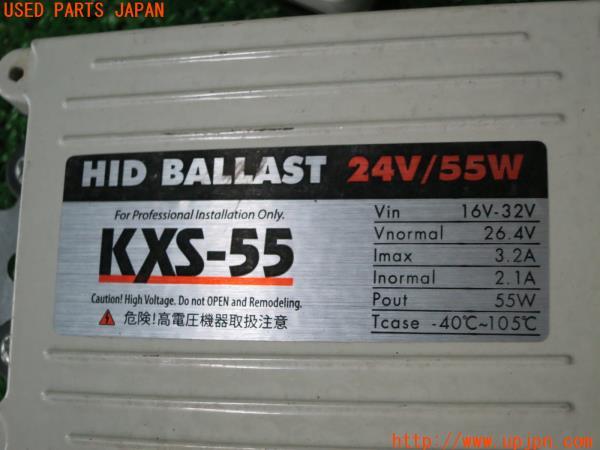 USED PARTS JAPAN
HID BALLAST 24V/55W
For Professional Installation Only.
KXS-55
Caution! High Voltage. Do not OPEN and Remodeling.
危険!高電圧機器取扱注意
Vin 16V-32V
Vnormal 26.4V
Imax 3.2A
Inormal 2.1A
Pout 55W
Tcase -40℃~105℃
http://www.upjpn.com